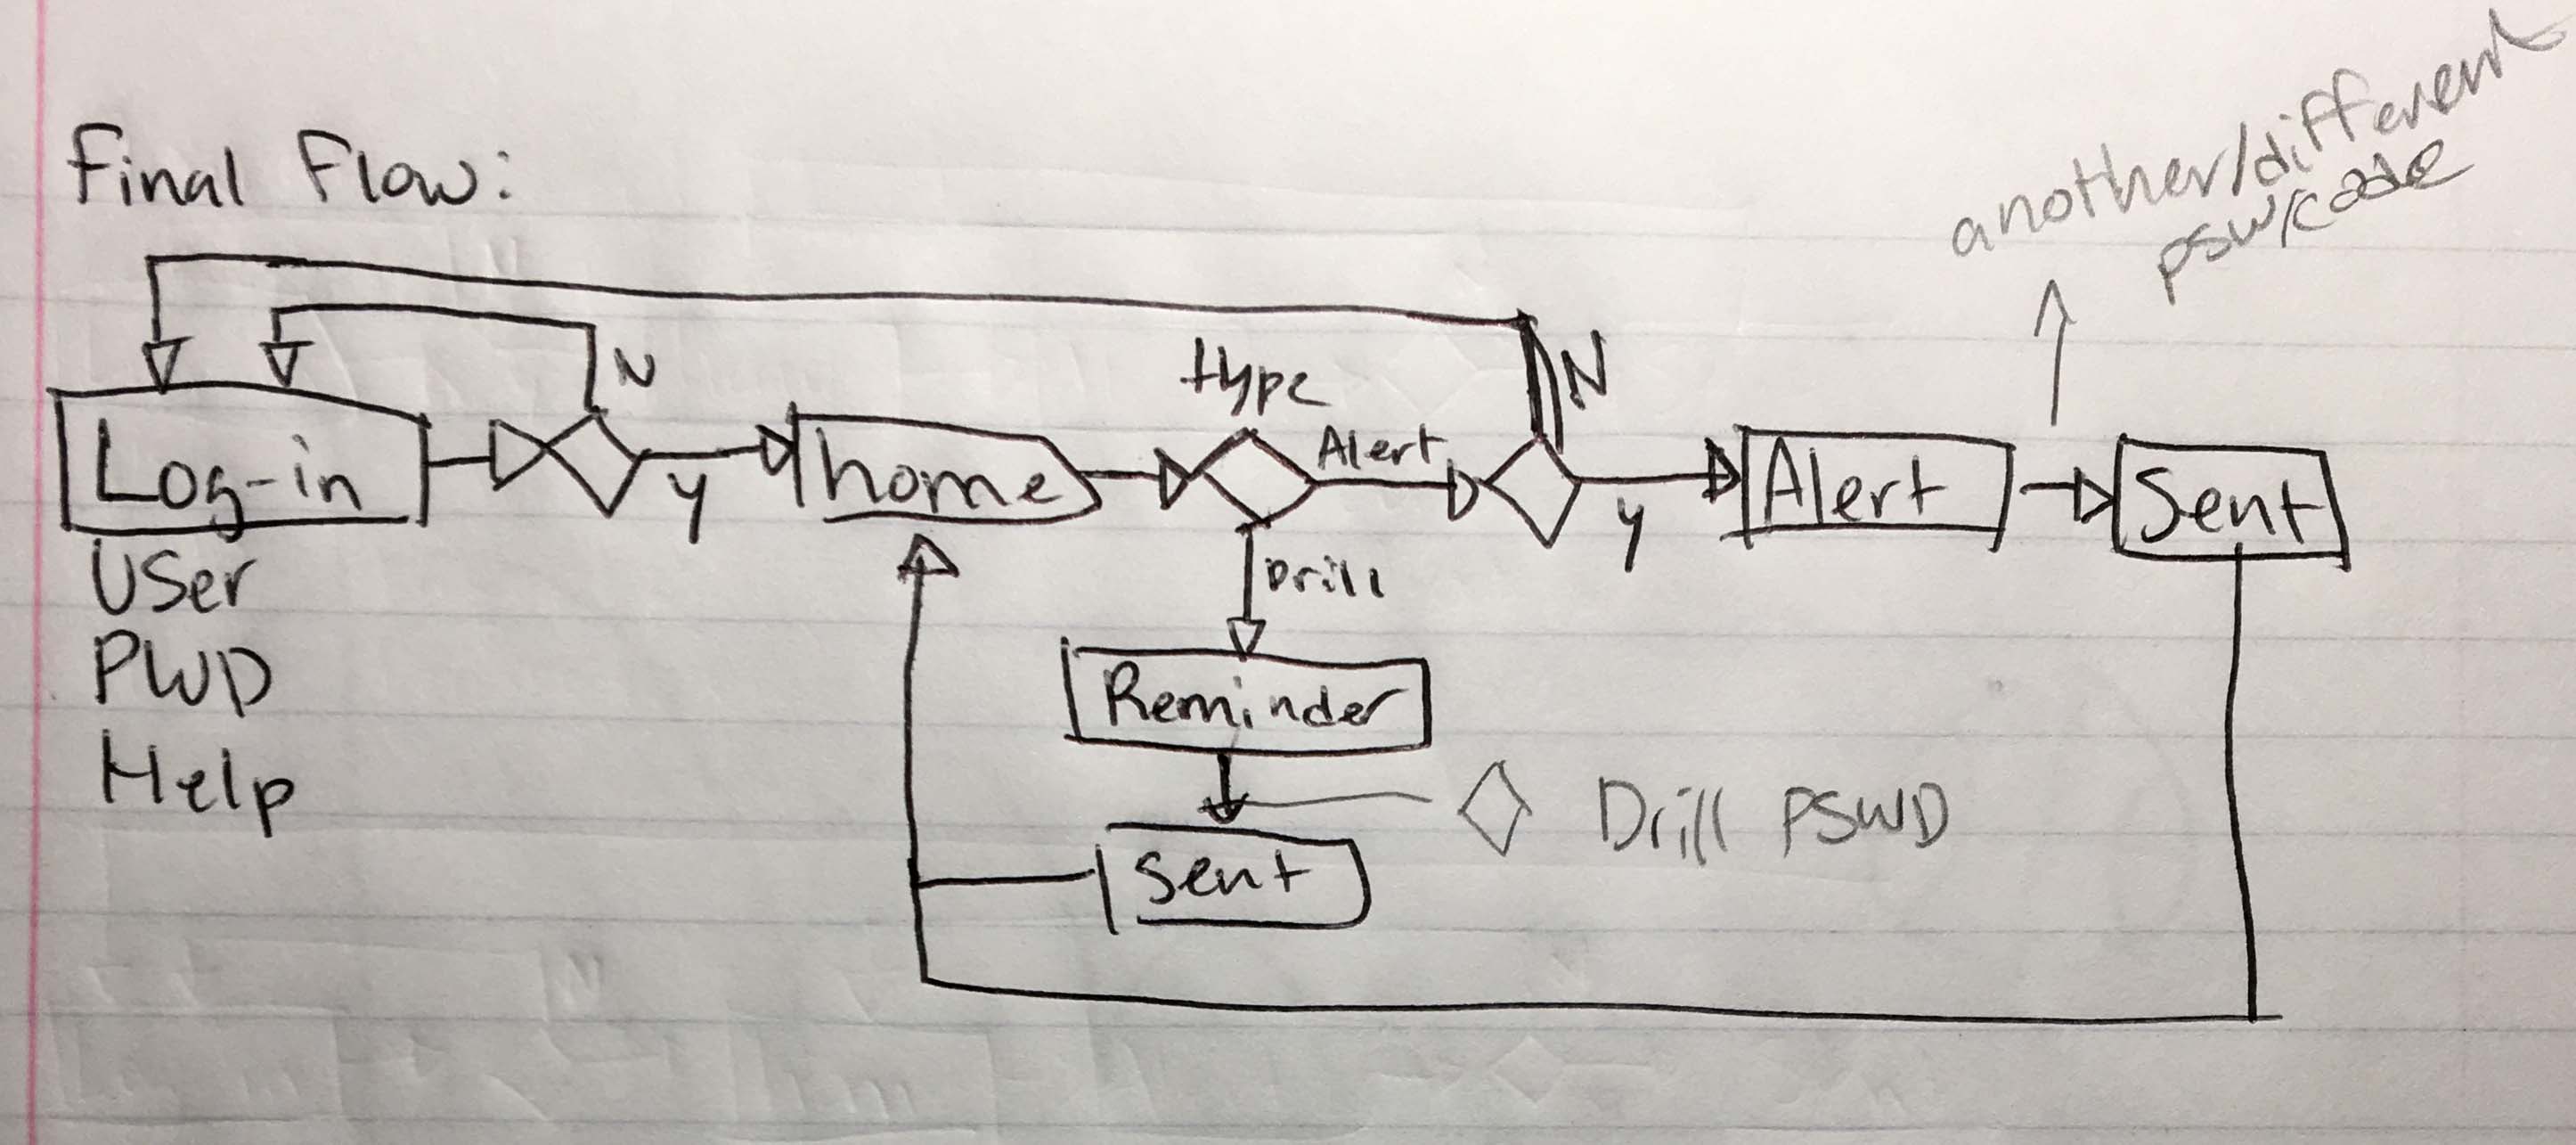 Final Flow:
another/different
psw/code
N
type
N
Log-in
Y
home
Alert
Y
Alert
Sent
User
PWD
Help
Drill
Reminder
Drill PSWD
Sent